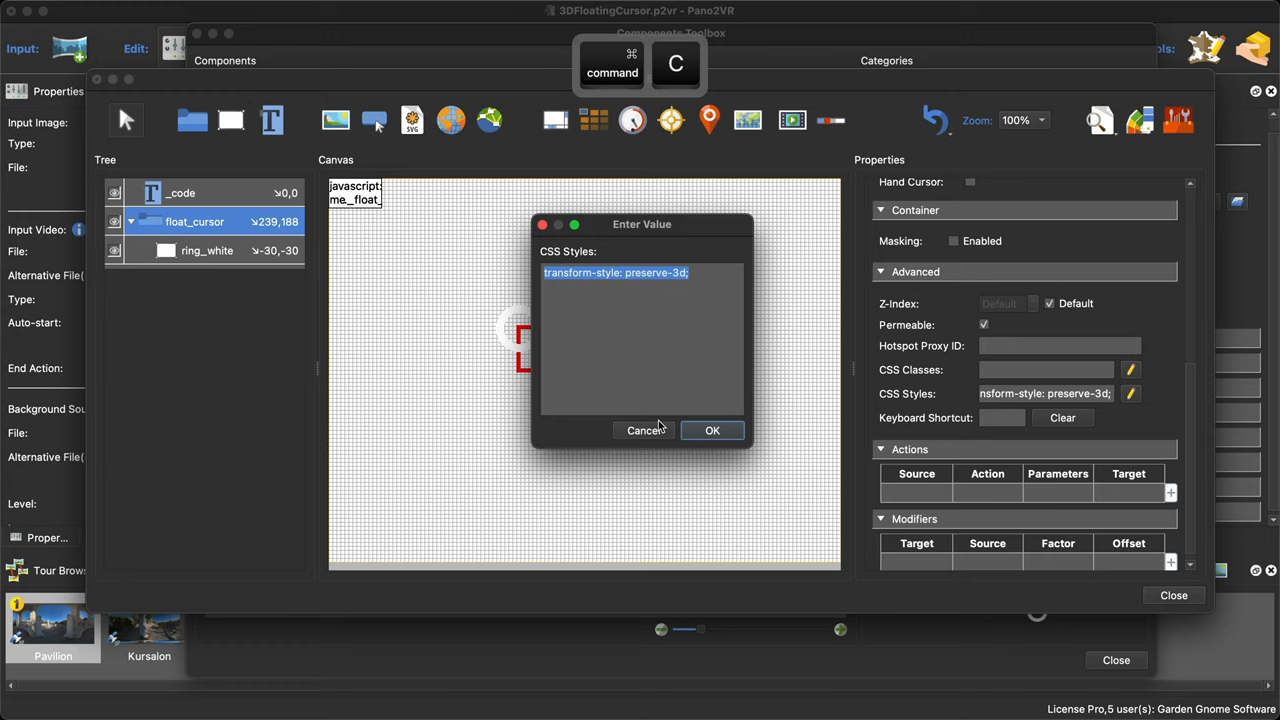 3DFloatingCursor.p2vr - Pano2VR
Input:
Edit:
Components Toolbox
Components
Categories
command
⌘
C
Properties
Zoom: 100%
Tree
Canvas
Properties
Input Image:
Type:
File:
Input Video:
File:
Alternative File(
Type:
Auto-start:
End Action:
Background Sou
File:
Alternative File(
Level:
Proper...
Tour Brow
1
Pavilion
Kursalon
SVG
_code
↘0,0
float_cursor
↘239,188
ring_white
↘-30,-30
javascript:
me._float_
Enter Value
CSS Styles:
transform-style: preserve-3d;
Cancel
OK
Hand Cursor:
Container
Masking:
Enabled
Advanced
Z-Index:
Default
Default
Permeable:
Hotspot Proxy ID:
CSS Classes:
CSS Styles:
nsform-style: preserve-3d;
Keyboard Shortcut:
Clear
Actions
Source Action Parameters Target
Modifiers
Target Source Factor Offset
Close
Close
License Pro,5 user(s): Garden Gnome Software